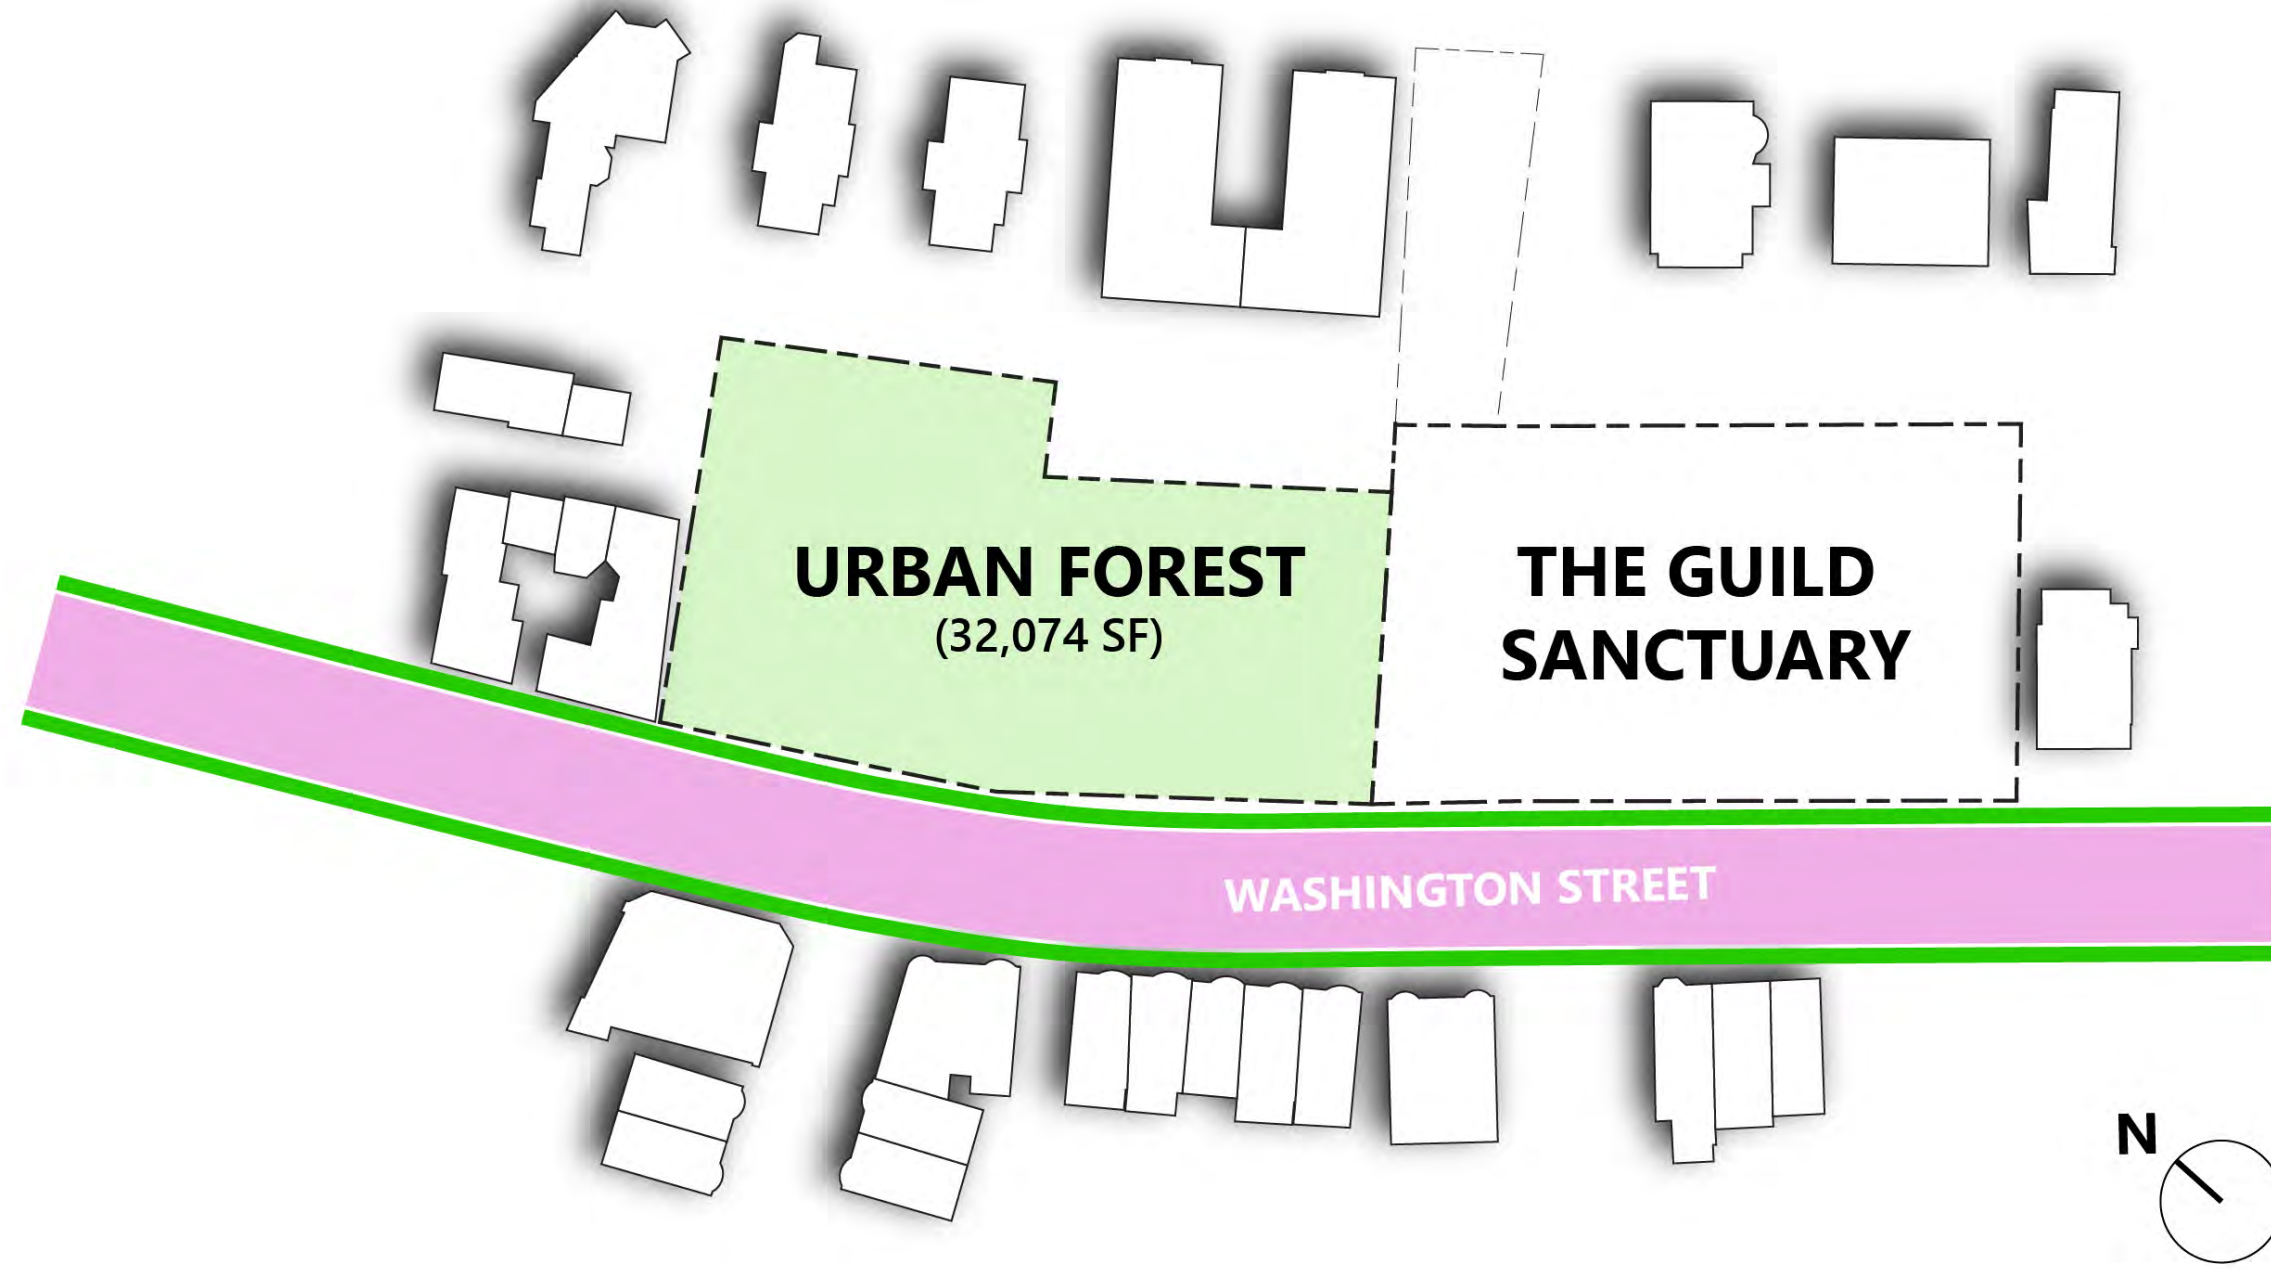 URBAN FOREST
(32,074 SF)
THE GUILD
SANCTUARY
WASHINGTON STREET
N